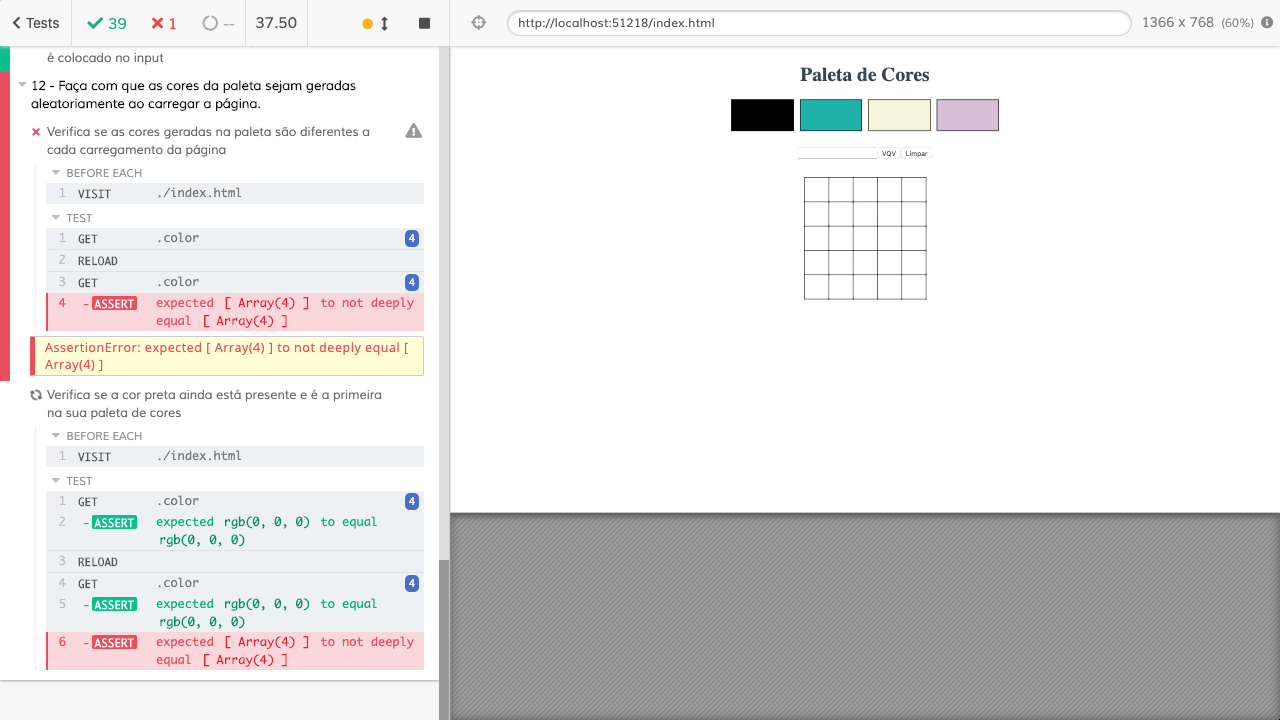 Tests 39 1 -- 37.50
http://localhost:51218/index.html 1366 x 768 (60%)
é colocado no input
12 - Faça com que as cores da paleta sejam geradas
aleatoriamente ao carregar a página.
Verifica se as cores geradas na paleta são diferentes a
cada carregamento da página
BEFORE EACH
1 VISIT ./index.html
TEST
1 GET .color 4
2 RELOAD
3 GET .color 4
4 -ASSERT expected [ Array(4) ] to not deeply
equal [ Array(4) ]
AssertionError: expected [ Array(4) ] to not deeply equal [
Array(4) ]
Verifica se a cor preta ainda está presente e é a primeira
na sua paleta de cores
BEFORE EACH
1 VISIT ./index.html
TEST
1 GET .color 4
2 -ASSERT expected rgb(0, 0, 0) to equal
rgb(0, 0, 0)
3 RELOAD
4 GET .color 4
5 -ASSERT expected rgb(0, 0, 0) to equal
rgb(0, 0, 0)
6 -ASSERT expected [ Array(4) ] to not deeply
equal [ Array(4) ]
Paleta de Cores
VQV Limpar